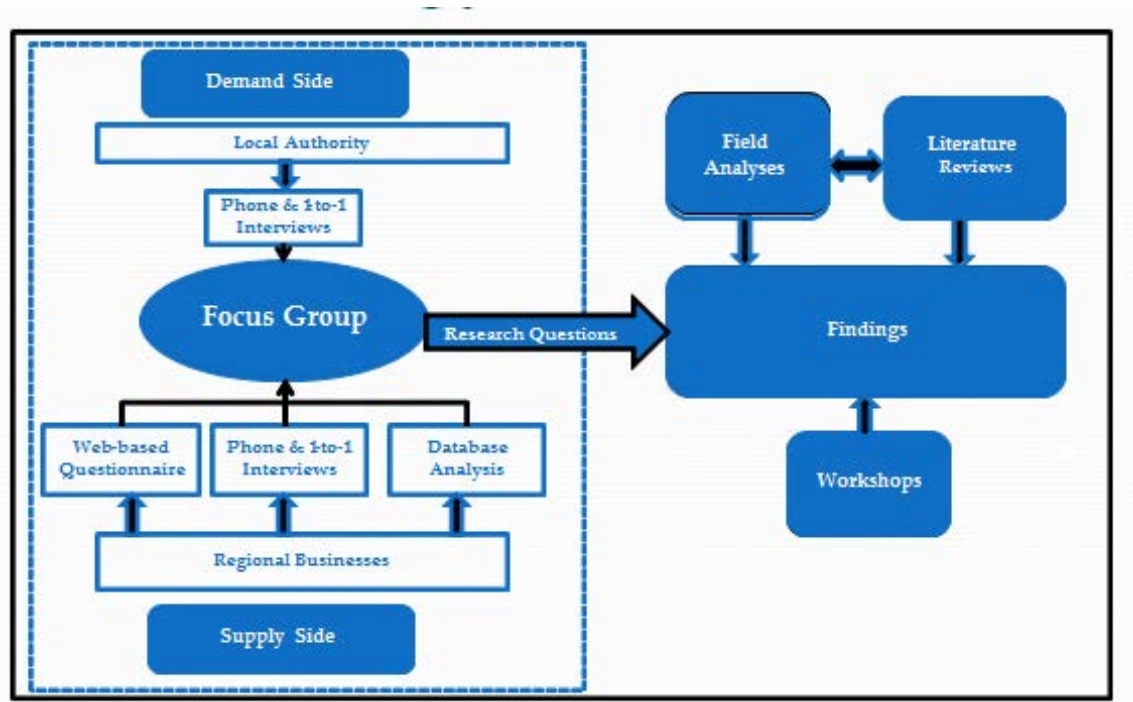 Demand Side
Local Authority
Phone & 1-to-1
Interviews
Focus Group
Research Questions
Web-based
Questionnaire
Phone & 1-to-1
Interviews
Database
Analysis
Regional Businesses
Supply Side
Field
Analyses
Literature
Reviews
Findings
Workshops